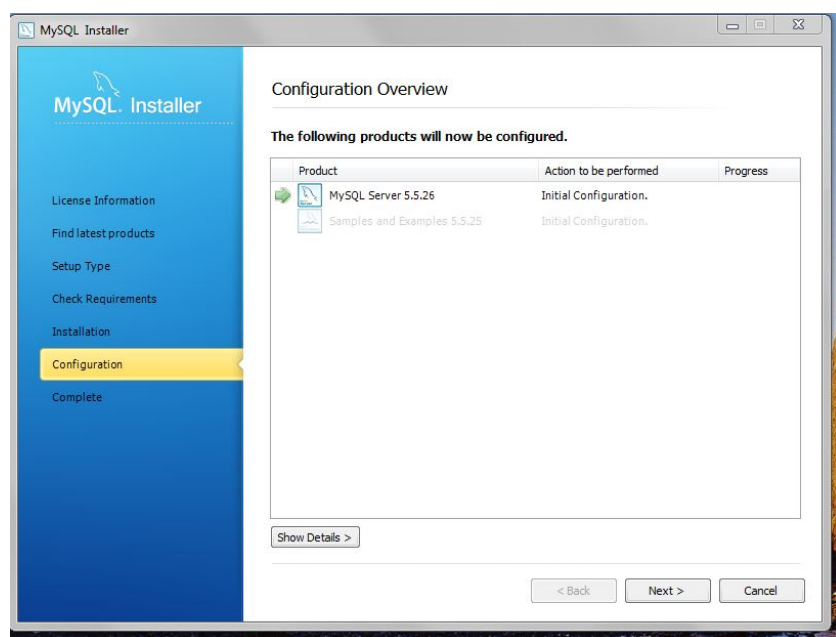 MySQL Installer
MySQL. Installer
License Information
Find latest products
Setup Type
Check Requirements
Installation
Configuration
Complete
Configuration Overview
The following products will now be configured.
Product Action to be performed Progress
MySQL Server 5.5.26 Initial Configuration.
Samples and Examples 5.5.25 Initial Configuration.
Show Details >
< Back Next > Cancel